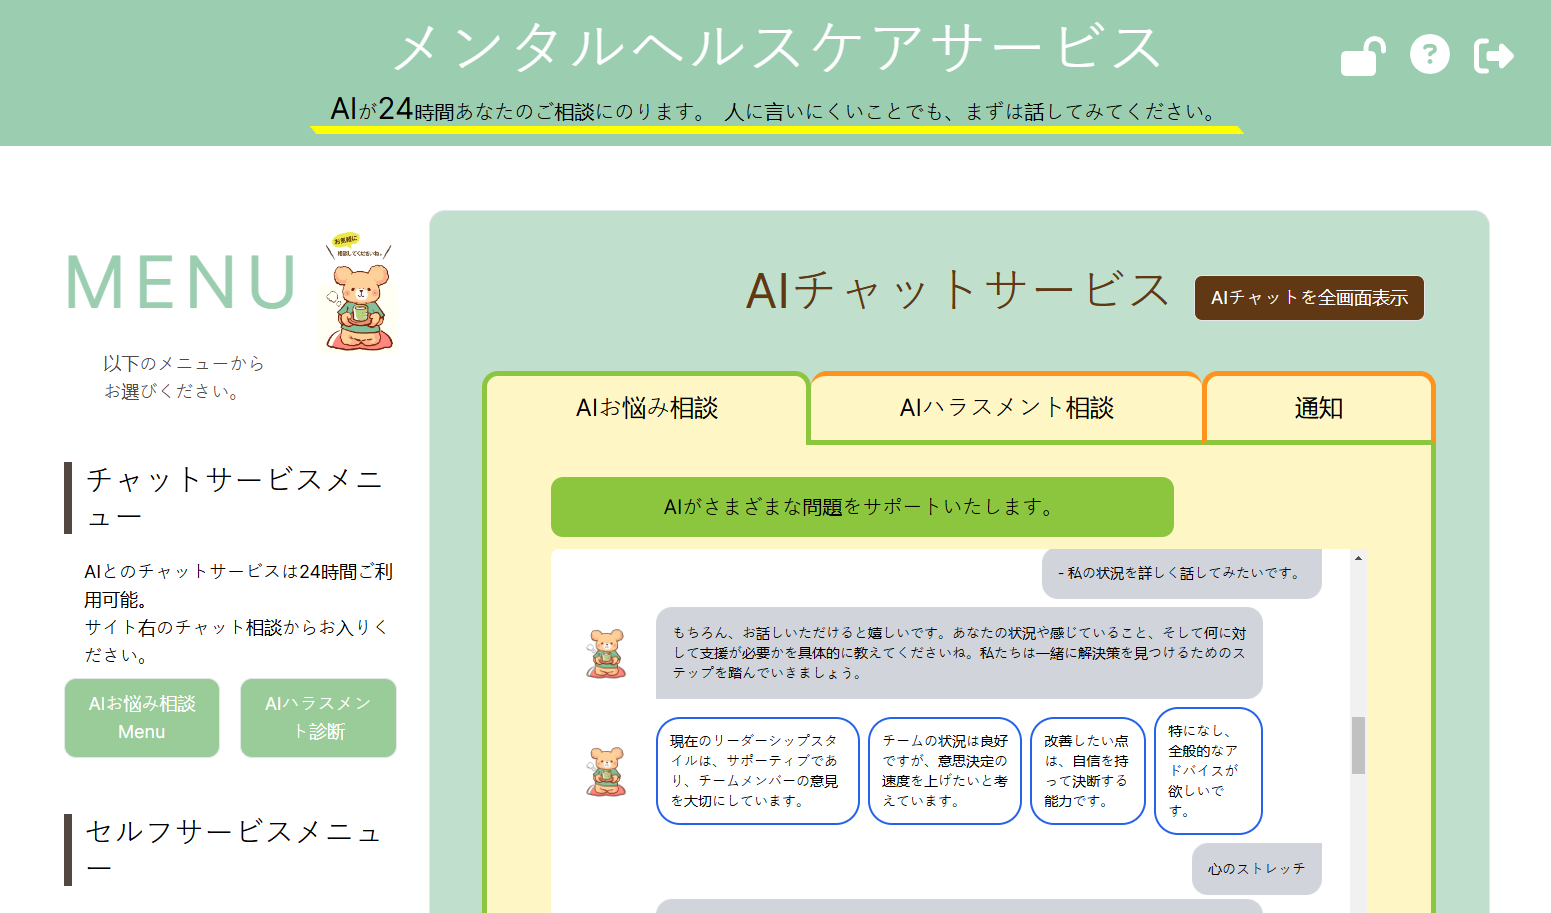 メンタルヘルスケアサービス
AIが24時間あなたのご相談にのります。 人に言いにくいことでも、まずは話してみてください。
MENU
お気軽に
相談してくださいね。
以下のメニューから
お選びください。
チャットサービスメニ
ュー
AIとのチャットサービスは24時間ご利
用可能。
サイト右のチャット相談からお入りく
ださい。
AIお悩み相談
Menu
AIハラスメン
ト診断
セルフサービスメニュ
ー
AIチャットサービス
AIチャットを全画面表示
AIお悩み相談
AIハラスメント相談
通知
AIがさまざまな問題をサポートいたします。
- 私の状況を詳しく話してみたいです。
もちろん、お話しいただけると嬉しいです。あなたの状況や感じていること、そして何に対
して支援が必要かを具体的に教えてくださいね。私たちは一緒に解決策を見つけるためのス
テップを踏んでいきましょう。
現在のリーダーシップスタ
イルは、サポーティブであ
り、チームメンバーの意見
を大切にしています。
チームの状況は良好
ですが、意思決定の
速度を上げたいと考
えています。
改善したい点
は、自信を持
って決断する
能力です。
特になし、
全般的なア
ドバイスが
欲しいで
す。
心のストレッチ